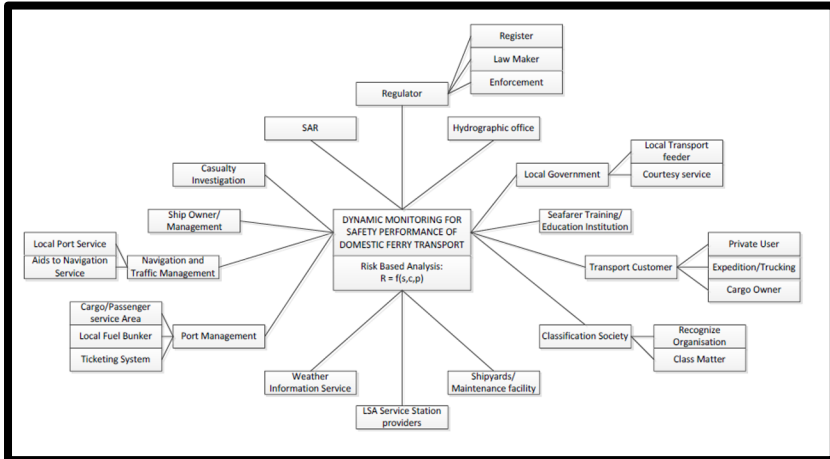 Register
Law Maker
Enforcement
Regulator
SAR
Hydrographic office
Local Transport
feeder
Courtesy service
Local Government
Casualty
Investigation
Ship Owner/
Management
Seafarer Training/
Education Institution
DYNAMIC MONITORING FOR
SAFETY PERFORMANCE OF
DOMESTIC FERRY TRANSPORT
Risk Based Analysis:
R = f(s,c,p)
Local Port Service
Aids to Navigation
Service
Navigation and
Traffic Management
Transport Customer
Private User
Expedition/Trucking
Cargo Owner
Cargo/Passenger
service Area
Local Fuel Bunker
Ticketing System
Port Management
Classification Society
Recognize
Organisation
Class Matter
Weather
Information Service
Shipyards/
Maintenance facility
LSA Service Station
providers